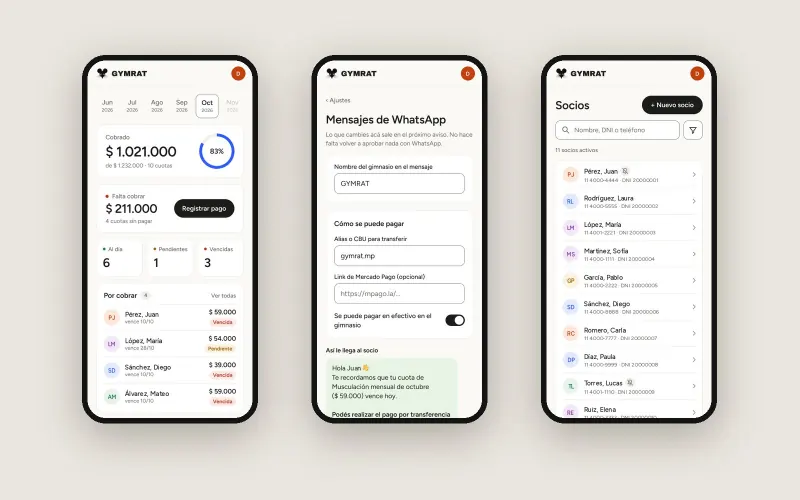 GYMRAT
D
Jun
2026
Jul
2026
Ago
2026
Sep
2026
Oct
2026
Nov
2026
Cobrado
$ 1.021.000
de $ 1.232.000 · 10 cuotas
83%
Falta cobrar
$ 211.000
4 cuotas sin pagar
Registrar pago
Al día
6
Pendientes
1
Vencidas
3
Por cobrar 4
Ver todas
PJ
Pérez, Juan
vence 10/10
$ 59.000
Vencida
LM
López, María
vence 28/10
$ 54.000
Pendiente
SD
Sánchez, Diego
vence 10/10
$ 39.000
Vencida
AM
Álvarez, Mateo
vence 10/10
$ 59.000
Vencida
GYMRAT
D
‹ Ajustes
Mensajes de WhatsApp
Lo que cambies acá sale en el próximo aviso. No hace
falta volver a aprobar nada con WhatsApp.
Nombre del gimnasio en el mensaje
GYMRAT
Cómo se puede pagar
Alias o CBU para transferir
gymrat.mp
Link de Mercado Pago (opcional)
https://mpago.la/...
Se puede pagar en efectivo en el
gimnasio
Así le llega al socio
Hola Juan 👋
Te recordamos que tu cuota de
Musculación mensual de octubre
($ 59.000) vence hoy.
Podés realizar el pago por transferencia
GYMRAT
D
Socios
+ Nuevo socio
Nombre, DNI o teléfono
11 socios activos
PJ
Pérez, Juan
11 4000-4444 · DNI 20000001
RL
Rodríguez, Laura
11 4000-5555 · DNI 20000002
LM
López, María
11 4001-2221 · DNI 20000003
MS
Martínez, Sofía
11 4000-1111 · DNI 20000004
GP
García, Pablo
11 4000-2222 · DNI 20000005
SD
Sánchez, Diego
11 4000-8888 · DNI 20000006
RC
Romero, Carla
11 4000-7777 · DNI 20000007
DP
Díaz, Paula
11 4000-9999 · DNI 20000008
TL
Torres, Lucas
11 4001-1110 · DNI 20000009
RE
Ruiz, Elena